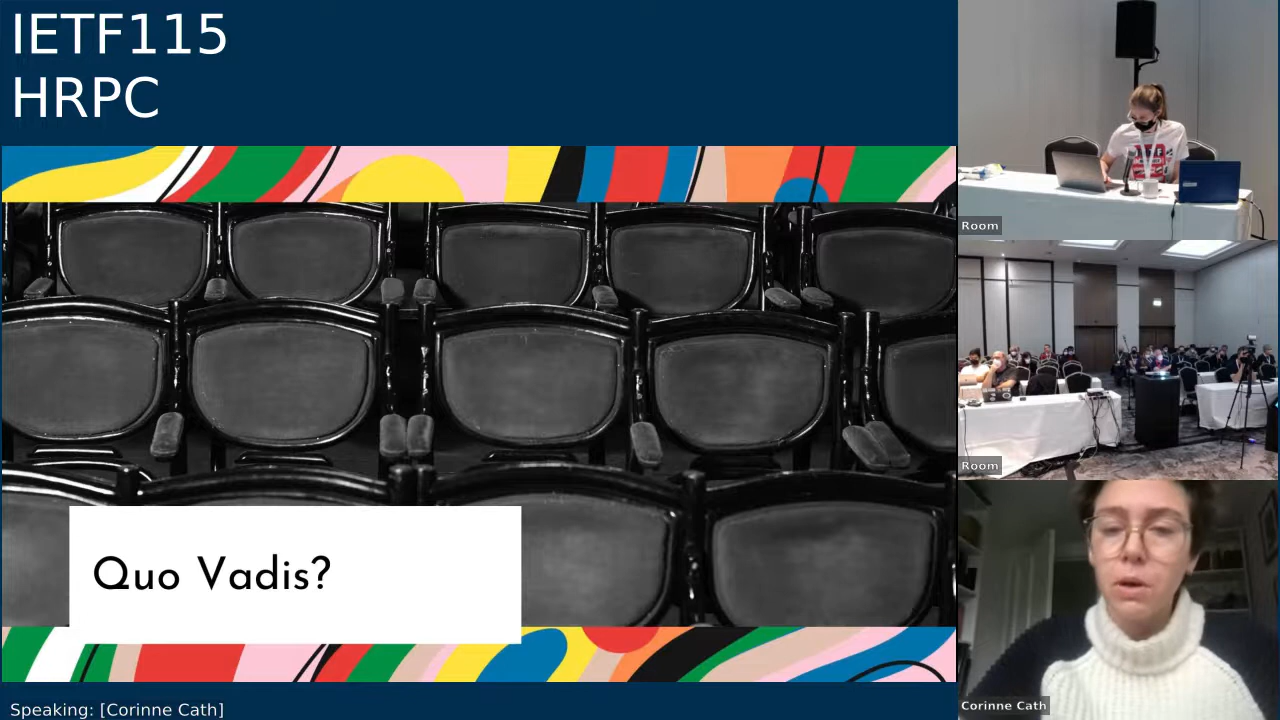 IETF115
HRPC
Quo Vadis?
Speaking: [Corinne Cath]
Room
Room
Corinne Cath